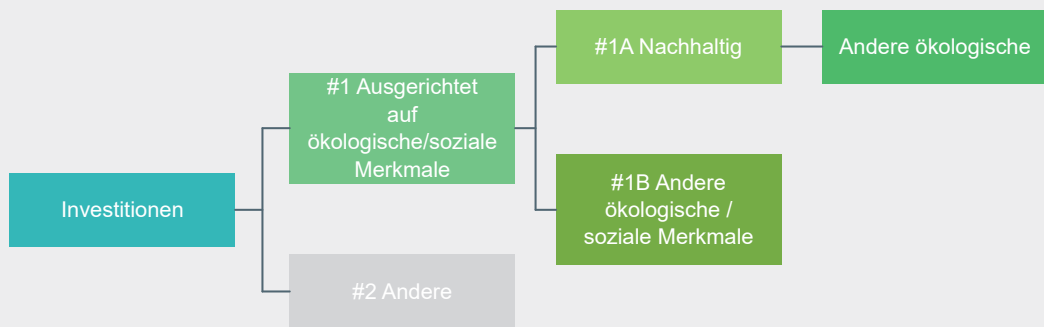 #1A Nachhaltig
Andere ökologische
#1 Ausgerichtet
auf
ökologische/soziale
Merkmale
#1B Andere
ökologische /
soziale Merkmale
Investitionen
#2 Andere